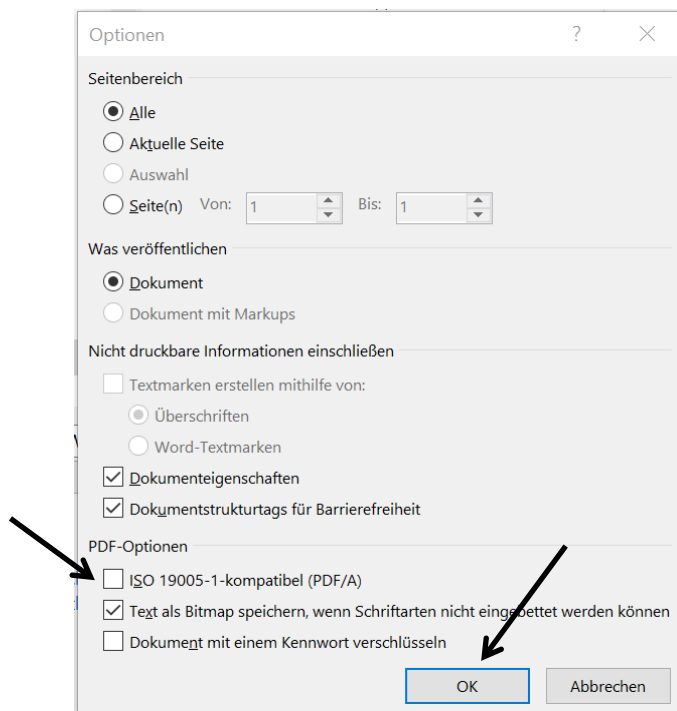 Optionen
Seitenbereich
Alle
Aktuelle Seite
Auswahl
Seite(n) Von: 1 Bis: 1
Was veröffentlichen
Dokument
Dokument mit Markups
Nicht druckbare Informationen einschließen
Textmarken erstellen mithilfe von:
Überschriften
Word-Textmarken
Dokumenteigenschaften
Dokumentstrukturtags für Barrierefreiheit
PDF-Optionen
ISO 19005-1-kompatibel (PDF/A)
Text als Bitmap speichern, wenn Schriftarten nicht eingebettet werden können
Dokument mit einem Kennwort verschlüsseln
OK Abbrechen